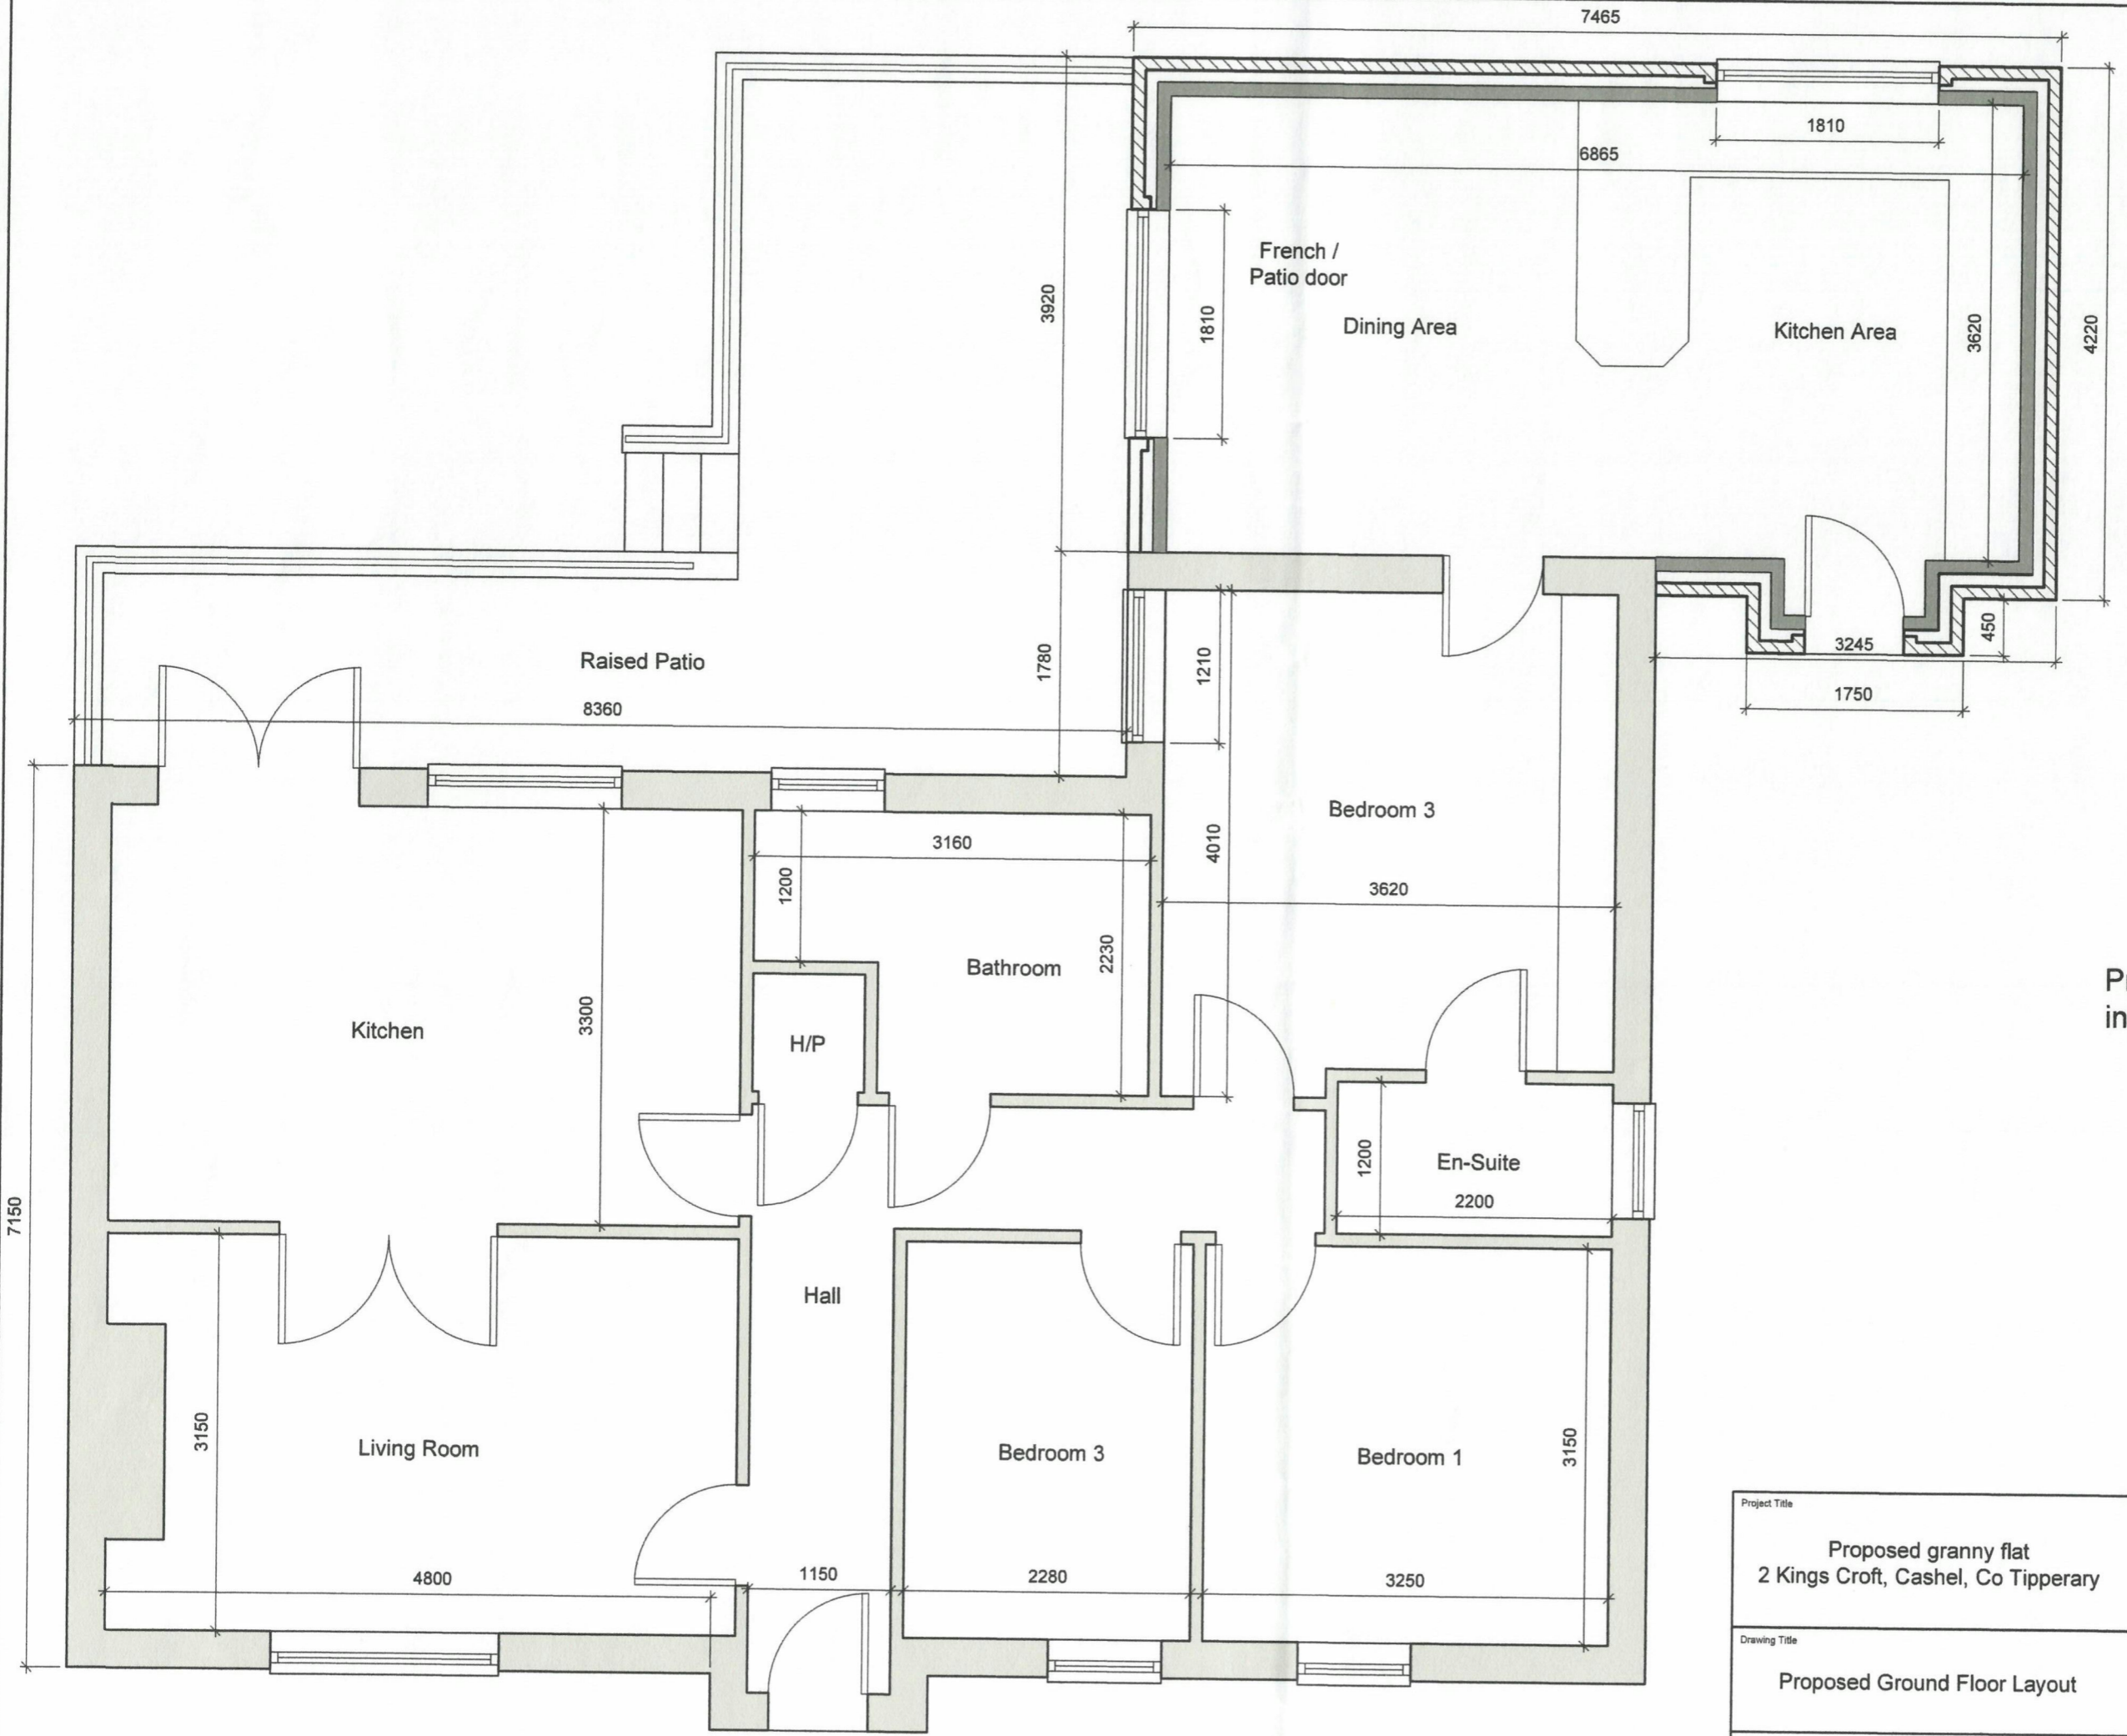 7465
1810
6865
French /
Patio door
3920
1810
Dining Area
Kitchen Area
3620
4220
Raised Patio
8360
1780
1210
3245
450
1750
Bedroom 3
4010
3620
3160
1200
2230
Bathroom
Kitchen
3300
H/P
7150
1200
En-Suite
2200
Hall
3150
Living Room
Bedroom 3
Bedroom 1
3150
4800
1150
2280
3250
Project Title
Proposed granny flat
2 Kings Croft, Cashel, Co Tipperary
Drawing Title
Proposed Ground Floor Layout